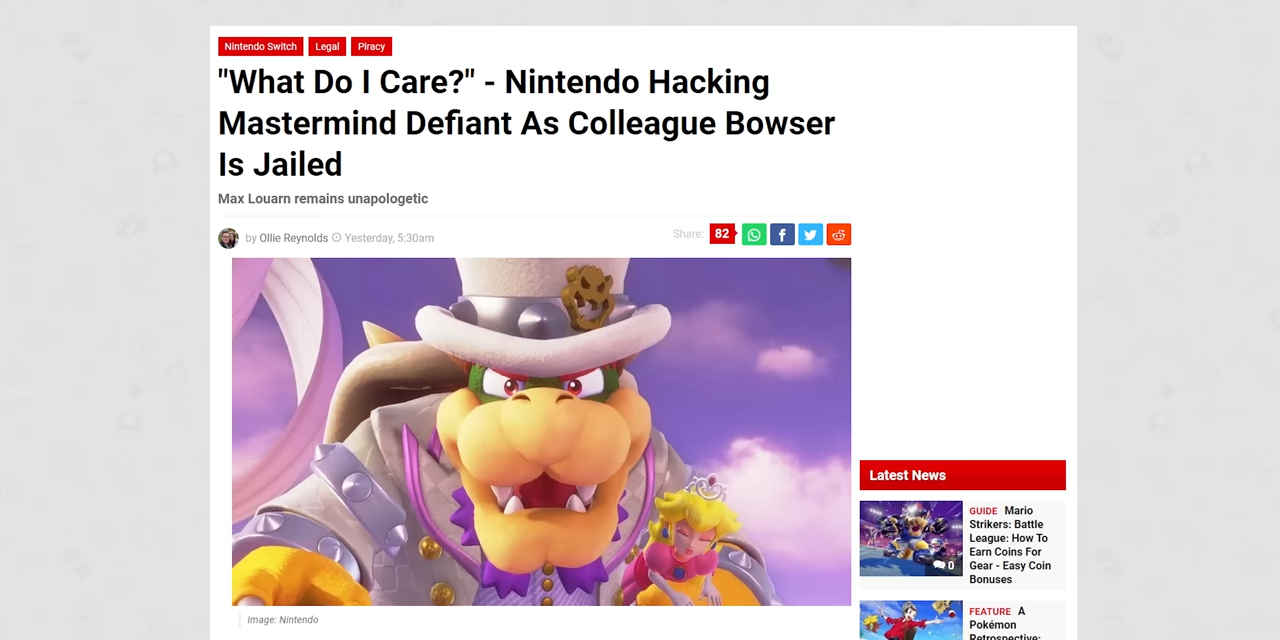 Nintendo Switch Legal Piracy
"What Do I Care?" - Nintendo Hacking
Mastermind Defiant As Colleague Bowser
Is Jailed
Max Louarn remains unapologetic
by Ollie Reynolds Yesterday, 5:30am
Share: 82
Image: Nintendo
Latest News
GUIDE Mario
Strikers: Battle
League: How To
Earn Coins For
Gear - Easy Coin
Bonuses
0
FEATURE A
Pokémon
Retrospective: